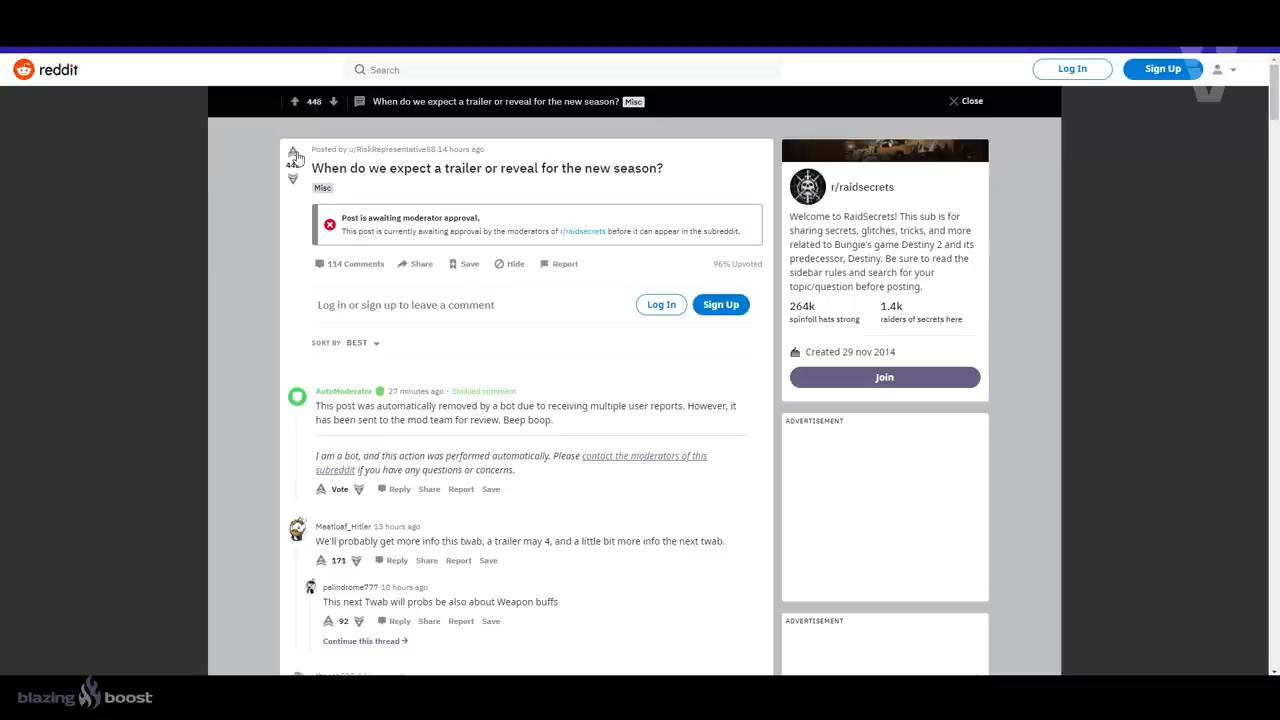 reddit
Search
Log In
Sign Up
448
When do we expect a trailer or reveal for the new season?
Misc
Close
Posted by u/RiskRepresentative58 14 hours ago
When do we expect a trailer or reveal for the new season?
Misc
Post is awaiting moderator approval.
This post is currently awaiting approval by the moderators of r/raidsecrets before it can appear in the subreddit.
114 Comments
Share
Save
Hide
Report
96% Upvoted
Log in or sign up to leave a comment
Log In
Sign Up
SORT BY BEST
AutoModerator 27 minutes ago · Stickied comment
This post was automatically removed by a bot due to receiving multiple user reports. However, it
has been sent to the mod team for review. Beep boop.
I am a bot, and this action was performed automatically. Please contact the moderators of this
subreddit if you have any questions or concerns.
Vote Reply Share Report Save
Meatloaf_Hitler 13 hours ago
We'll probably get more info this twab, a trailer may 4, and a little bit more info the next twab.
171 Reply Share Report Save
palindrome777 10 hours ago
This next Twab will probs be also about Weapon buffs
92 Reply Share Report Save
Continue this thread
r/raidsecrets
Welcome to RaidSecrets! This sub is for
sharing secrets, glitches, tricks, and more
related to Bungie's game Destiny 2 and its
predecessor, Destiny. Be sure to read the
sidebar rules and search for your
topic/question before posting.
264k
spinfoil hats strong
1.4k
raiders of secrets here
Created 29 nov 2014
Join
ADVERTISEMENT
ADVERTISEMENT
blazing boost